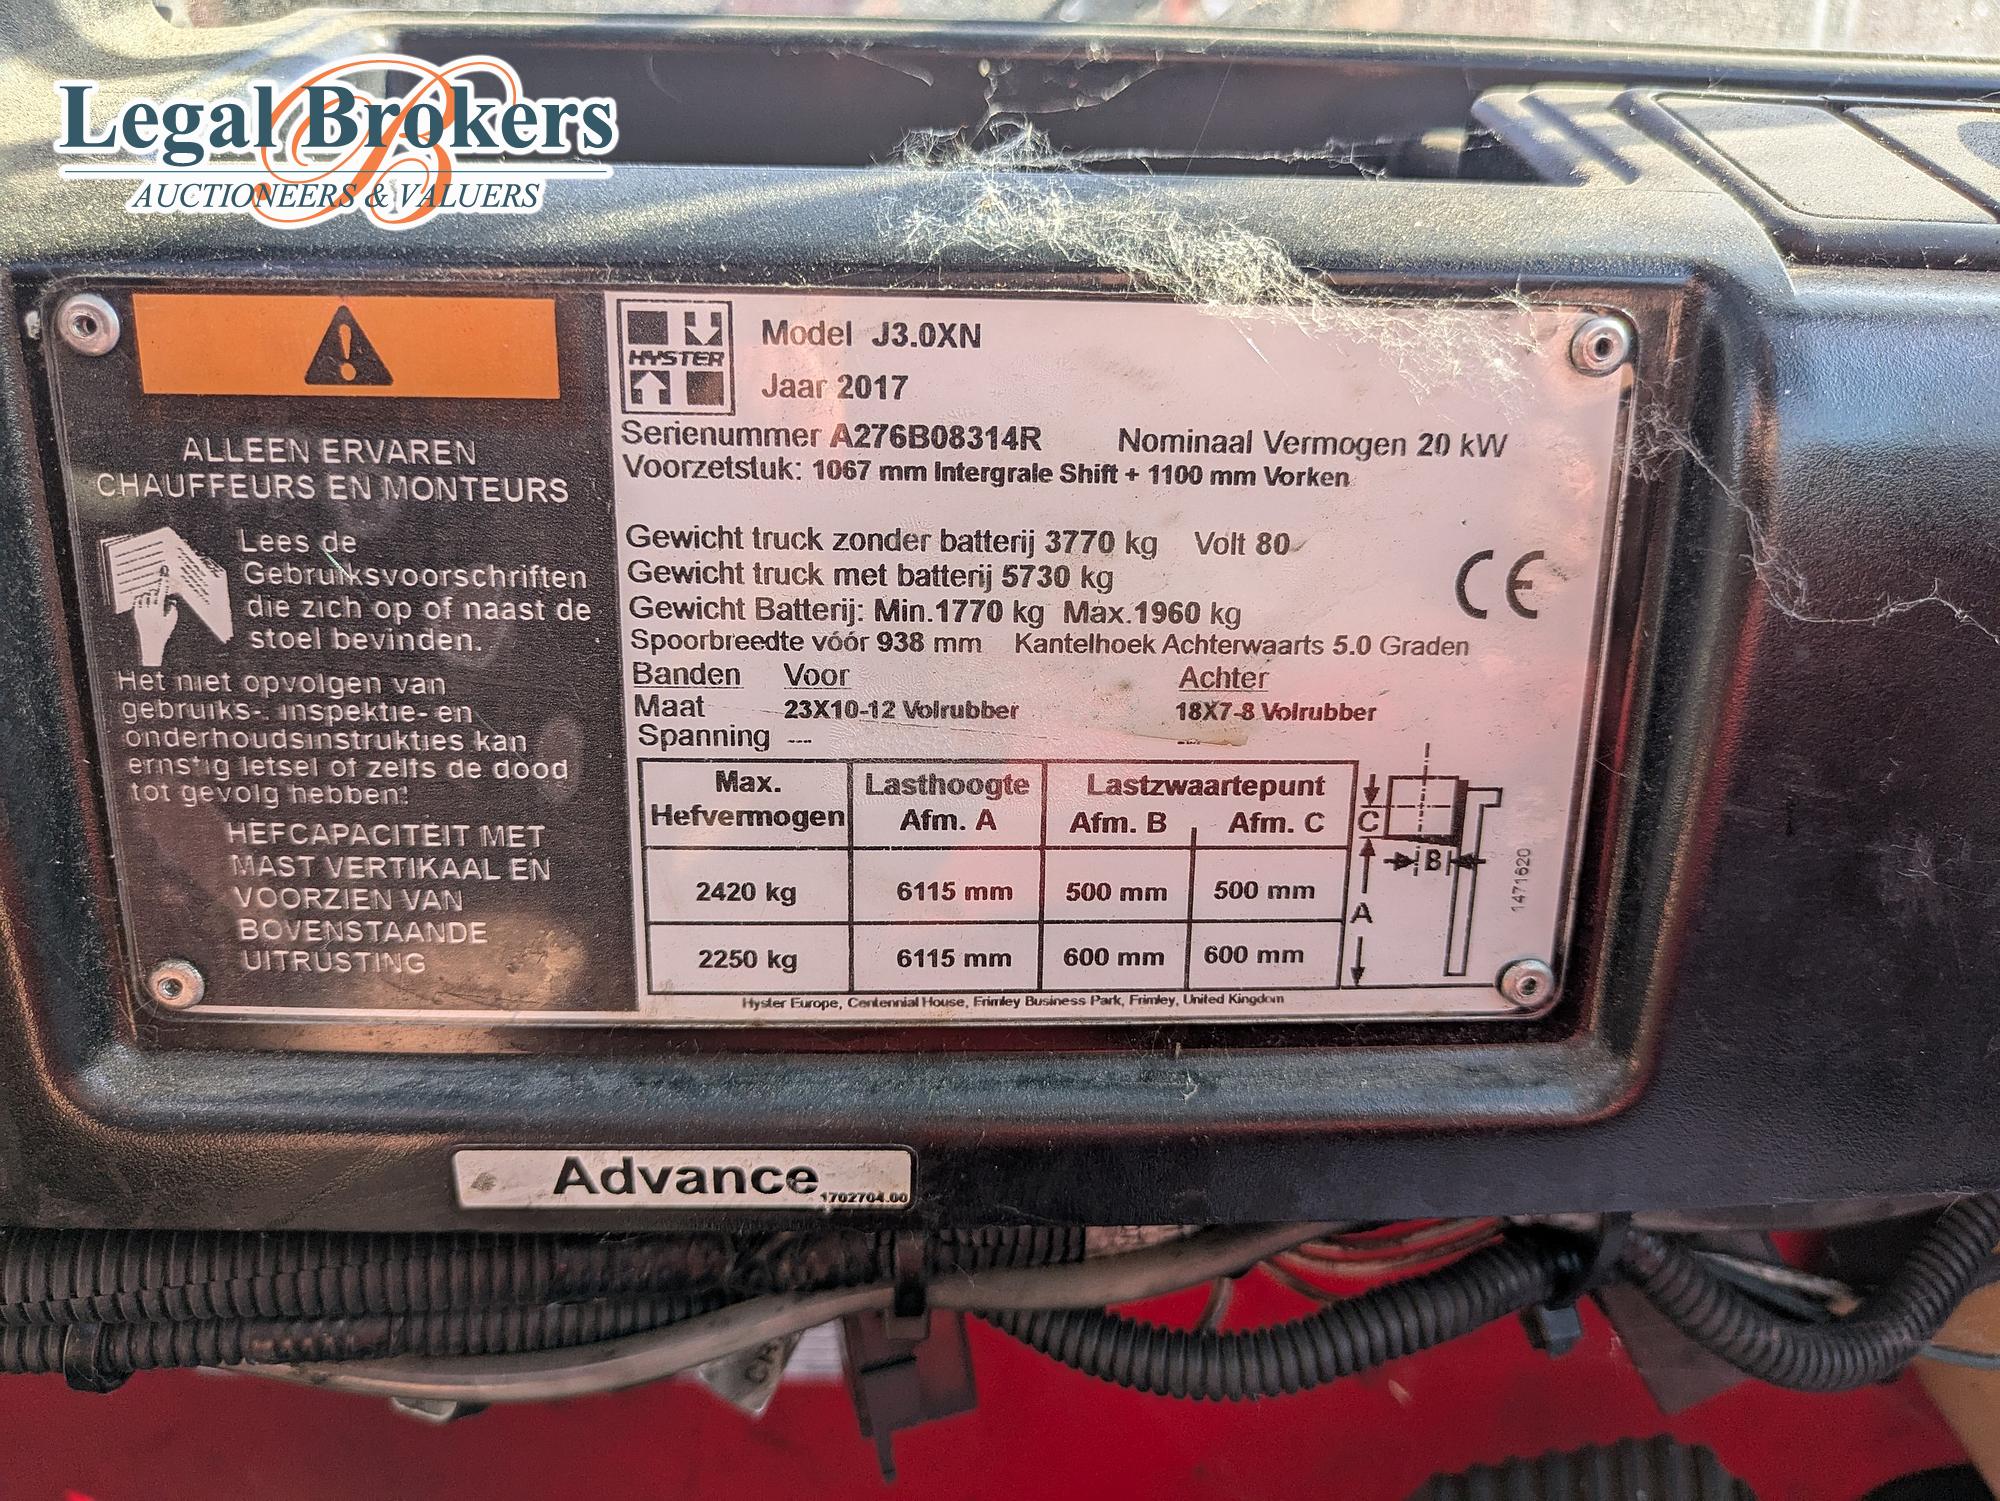 Legal Brokers
AUCTIONEERS & VALUERS
ALLEEN ERVAREN
CHAUFFEURS EN MONTEURS
Lees de
Gebruiksvoorschriften
die zich op of naast de
stoel bevinden.
Het niet opvolgen van
gebruiks-. inspektie- en
onderhoudsinstrukties kan
ernstig letsel of zelfs de dood
tot gevolg hebben!
HEFCAPACITEIT MET
MAST VERTIKAAL EN
VOORZIEN VAN
BOVENSTAANDE
UITRUSTING
HYSTER
Model J3.0XN
Jaar 2017
Serienummer A276B08314R Nominaal Vermogen 20 kW
Voorzetstuk: 1067 mm Intergrale Shift + 1100 mm Vorken
Gewicht truck zonder batterij 3770 kg Volt 80
Gewicht truck met batterij 5730 kg
Gewicht Batterij: Min.1770 kg Max.1960 kg
CE
Spoorbreedte vóór 938 mm Kantelhoek Achterwaarts 5.0 Graden
Banden Voor Achter
Maat 23X10-12 Volrubber 18X7-8 Volrubber
Spanning ---
Max. Hefvermogen Lasthoogte Afm. A Lastzwaartepunt
Afm. B Afm. C
2420 kg 6115 mm 500 mm 500 mm
2250 kg 6115 mm 600 mm 600 mm
C
B
A
1471620
Hyster Europe, Centennial House, Frimley Business Park, Frimley, United Kingdom
Advance
1702704.00